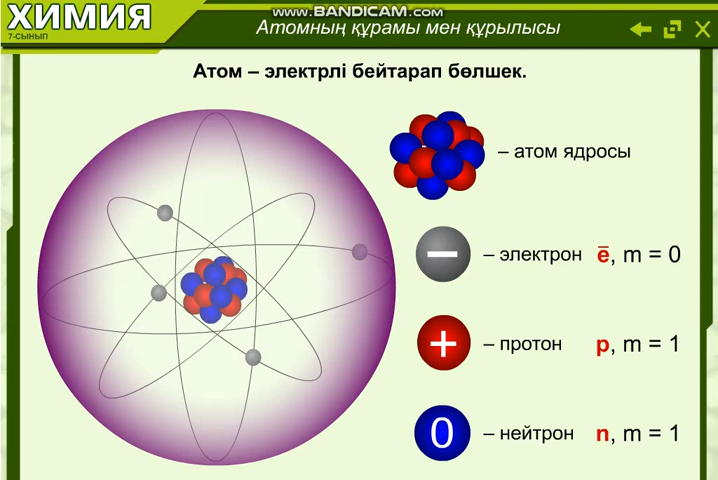 www.BANDICAM.com
ХИМИЯ
7-СЫНЫП
Атомның құрамы мен құрылысы
Атом – электрлі бейтарап бөлшек.
– атом ядросы
– электрон e̅, m = 0
+ – протон p, m = 1
0 – нейтрон n, m = 1